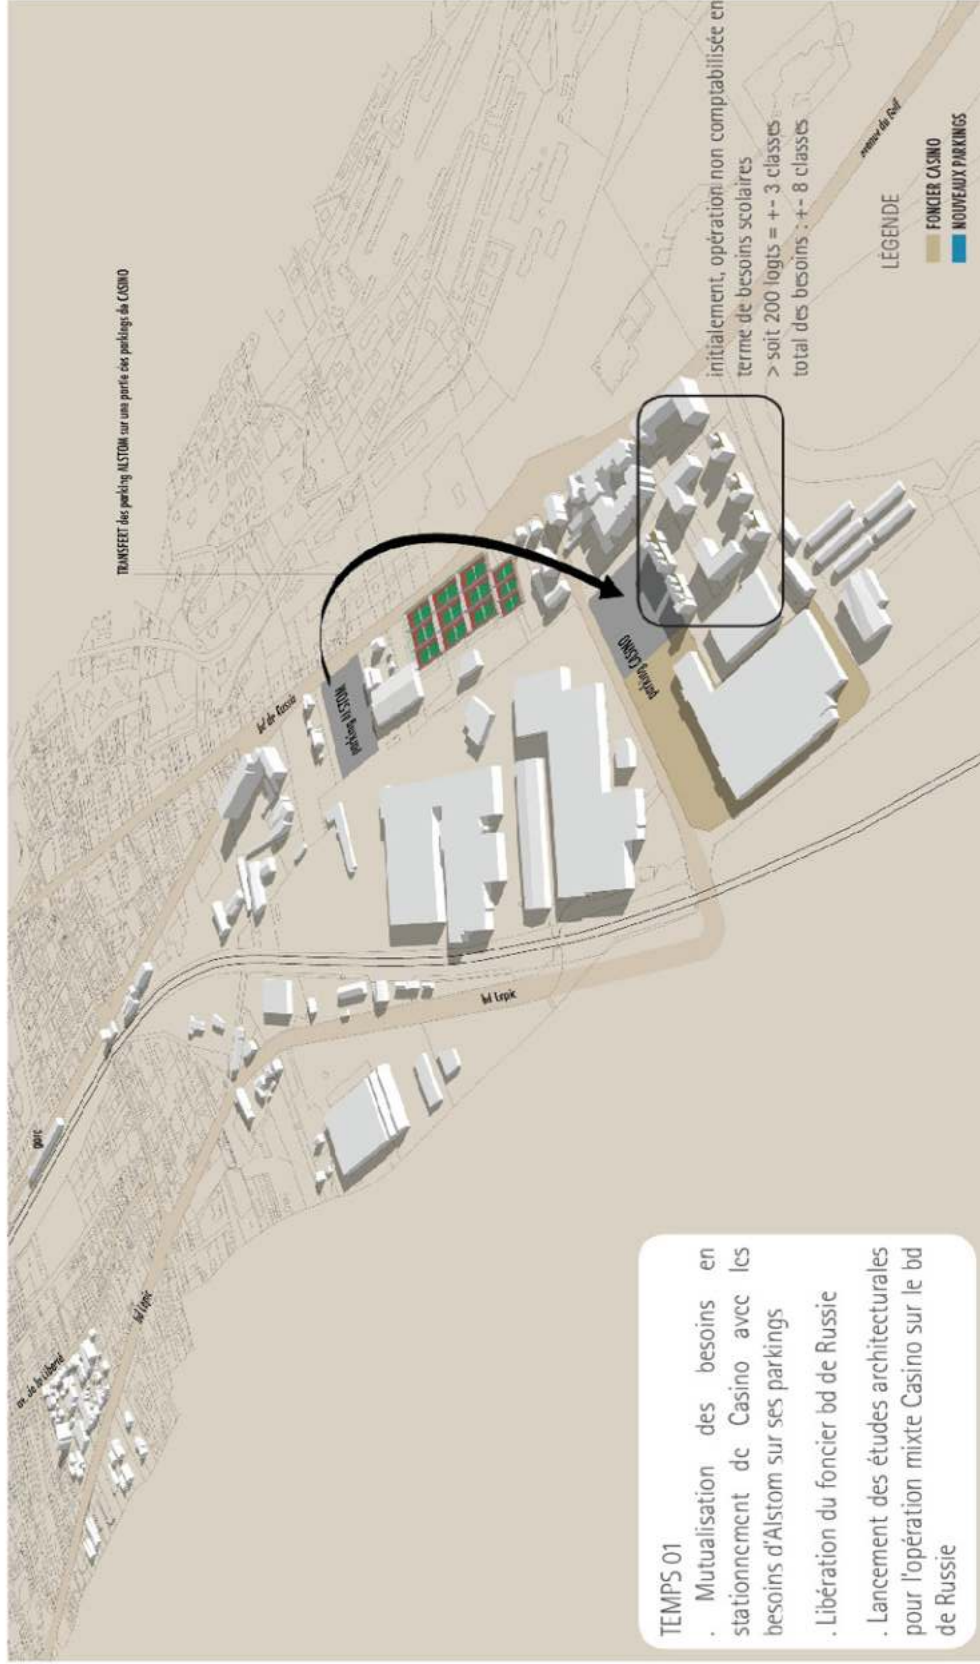 TRANSFERT des parking ALSTOM sur une partie des parkings de CASINO
av. de la Liberté
bd Lepic
gare
bd de Russie
parking ALSTOM
bd Lepic
parking CASINO
avenue du Golf
initialement, opération non comptabilisée en
terme de besoins scolaires
> soit 200 logts = +- 3 classes
total des besoins : +- 8 classes
LÉGENDE
FONCIER CASINO
NOUVEAUX PARKINGS
TEMPS 01
. Mutualisation des besoins en
stationnement de Casino avec les
besoins d'Alstom sur ses parkings
. Libération du foncier bd de Russie
. Lancement des études architecturales
pour l'opération mixte Casino sur le bd
de Russie